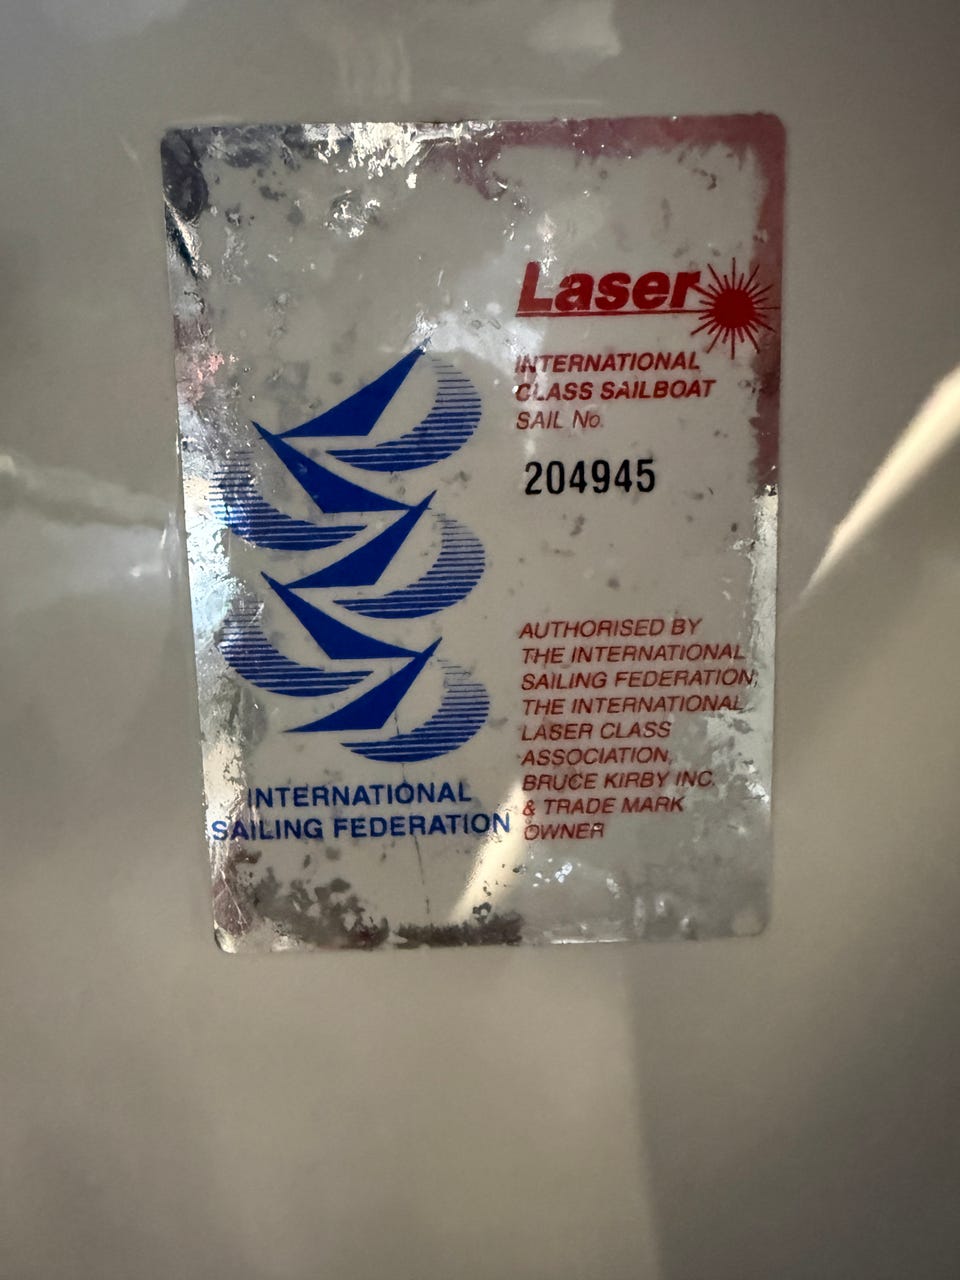 Laser
INTERNATIONAL
CLASS SAILBOAT
SAIL No.
204945
AUTHORISED BY
THE INTERNATIONAL
SAILING FEDERATION,
THE INTERNATIONAL
LASER CLASS
ASSOCIATION,
BRUCE KIRBY INC.
& TRADE MARK
OWNER
INTERNATIONAL
SAILING FEDERATION